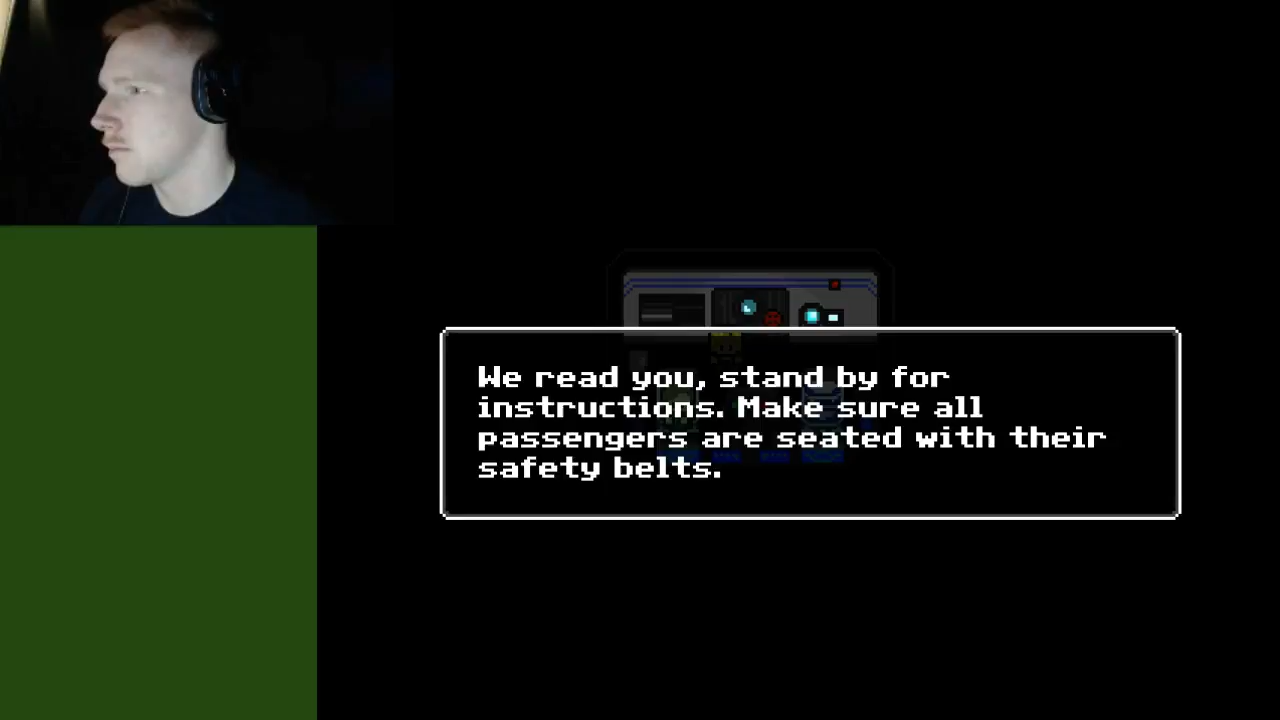 We read you, stand by for
instructions. Make sure all
passengers are seated with their
safety belts.